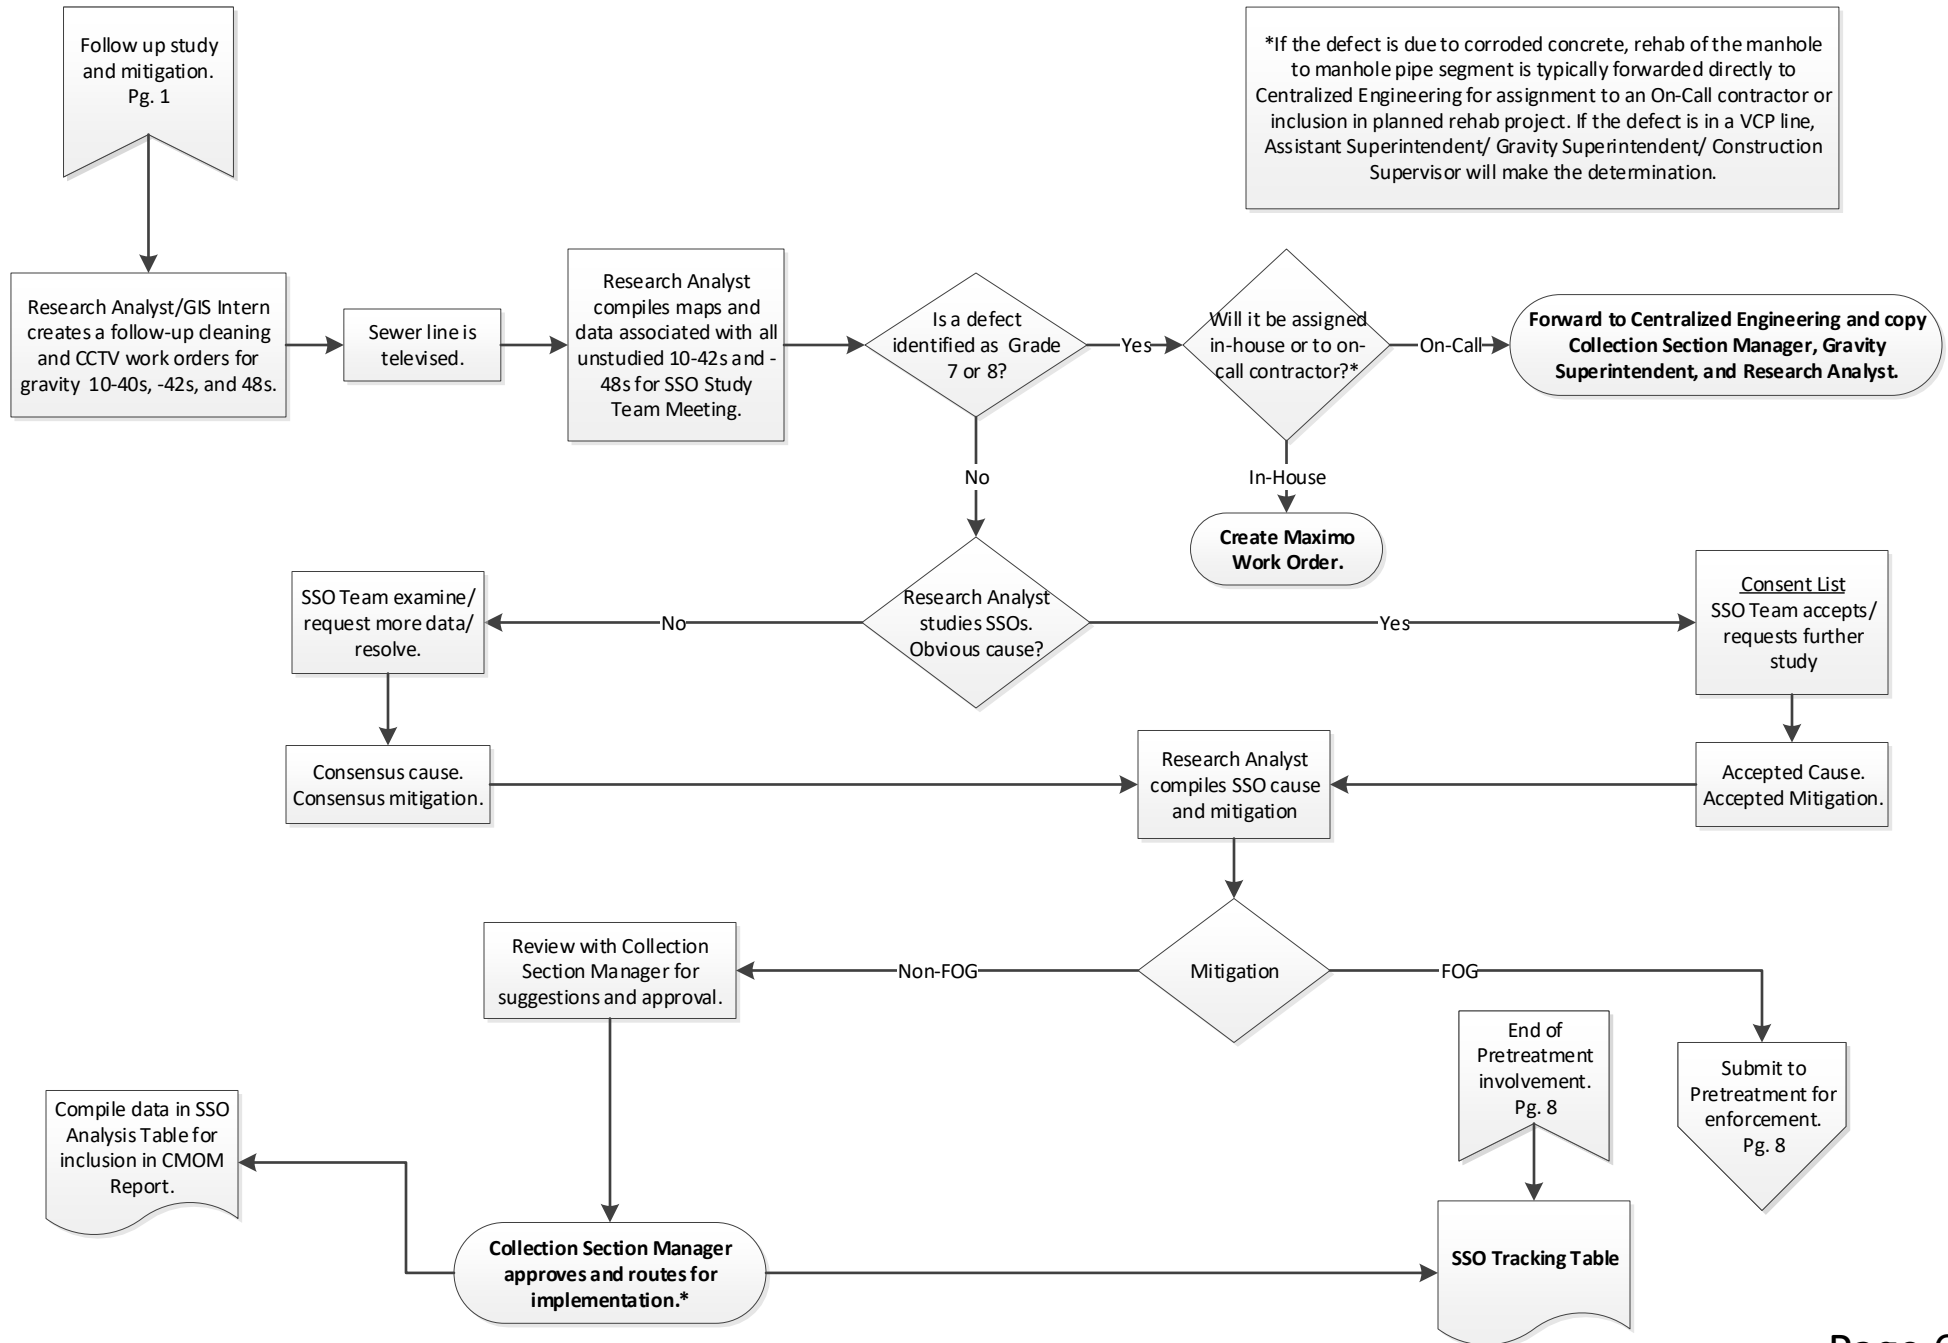 Follow up study
and mitigation.
Pg. 1
*If the defect is due to corroded concrete, rehab of the manhole
to manhole pipe segment is typically forwarded directly to
Centralized Engineering for assignment to an On-Call contractor or
inclusion in planned rehab project. If the defect is in a VCP line,
Assistant Superintendent/ Gravity Superintendent/ Construction
Supervisor will make the determination.
Research Analyst/GIS Intern
creates a follow-up cleaning
and CCTV work orders for
gravity 10-40s, -42s, and 48s.
Sewer line is
televised.
Research Analyst
compiles maps and
data associated with all
unstudied 10-42s and -
48s for SSO Study
Team Meeting.
Is a defect
identified as Grade
7 or 8?
Yes
Will it be assigned
in-house or to on-
call contractor?*
On-Call
Forward to Centralized Engineering and copy
Collection Section Manager, Gravity
Superintendent, and Research Analyst.
No
In-House
Create Maximo
Work Order.
SSO Team examine/
request more data/
resolve.
No
Research Analyst
studies SSOs.
Obvious cause?
Yes
Consent List
SSO Team accepts/
requests further
study
Consensus cause.
Consensus mitigation.
Research Analyst
compiles SSO cause
and mitigation
Accepted Cause.
Accepted Mitigation.
Review with Collection
Section Manager for
suggestions and approval.
Non-FOG
Mitigation
FOG
End of
Pretreatment
involvement.
Pg. 8
Submit to
Pretreatment for
enforcement.
Pg. 8
Compile data in SSO
Analysis Table for
inclusion in CMOM
Report.
Collection Section Manager
approves and routes for
implementation.*
SSO Tracking Table